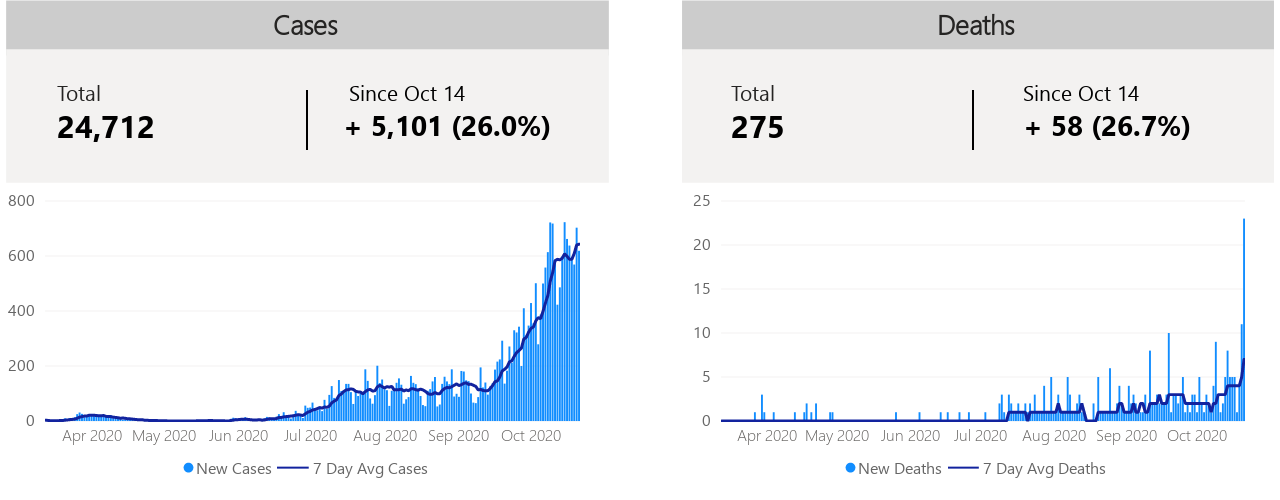 Cases
Total
24,712
Since Oct 14
+ 5,101 (26.0%)
800
600
400
200
0
Apr 2020 May 2020 Jun 2020 Jul 2020 Aug 2020 Sep 2020 Oct 2020
New Cases 7 Day Avg Cases
Deaths
Total
275
Since Oct 14
+ 58 (26.7%)
25
20
15
10
5
0
Apr 2020 May 2020 Jun 2020 Jul 2020 Aug 2020 Sep 2020 Oct 2020
New Deaths 7 Day Avg Deaths